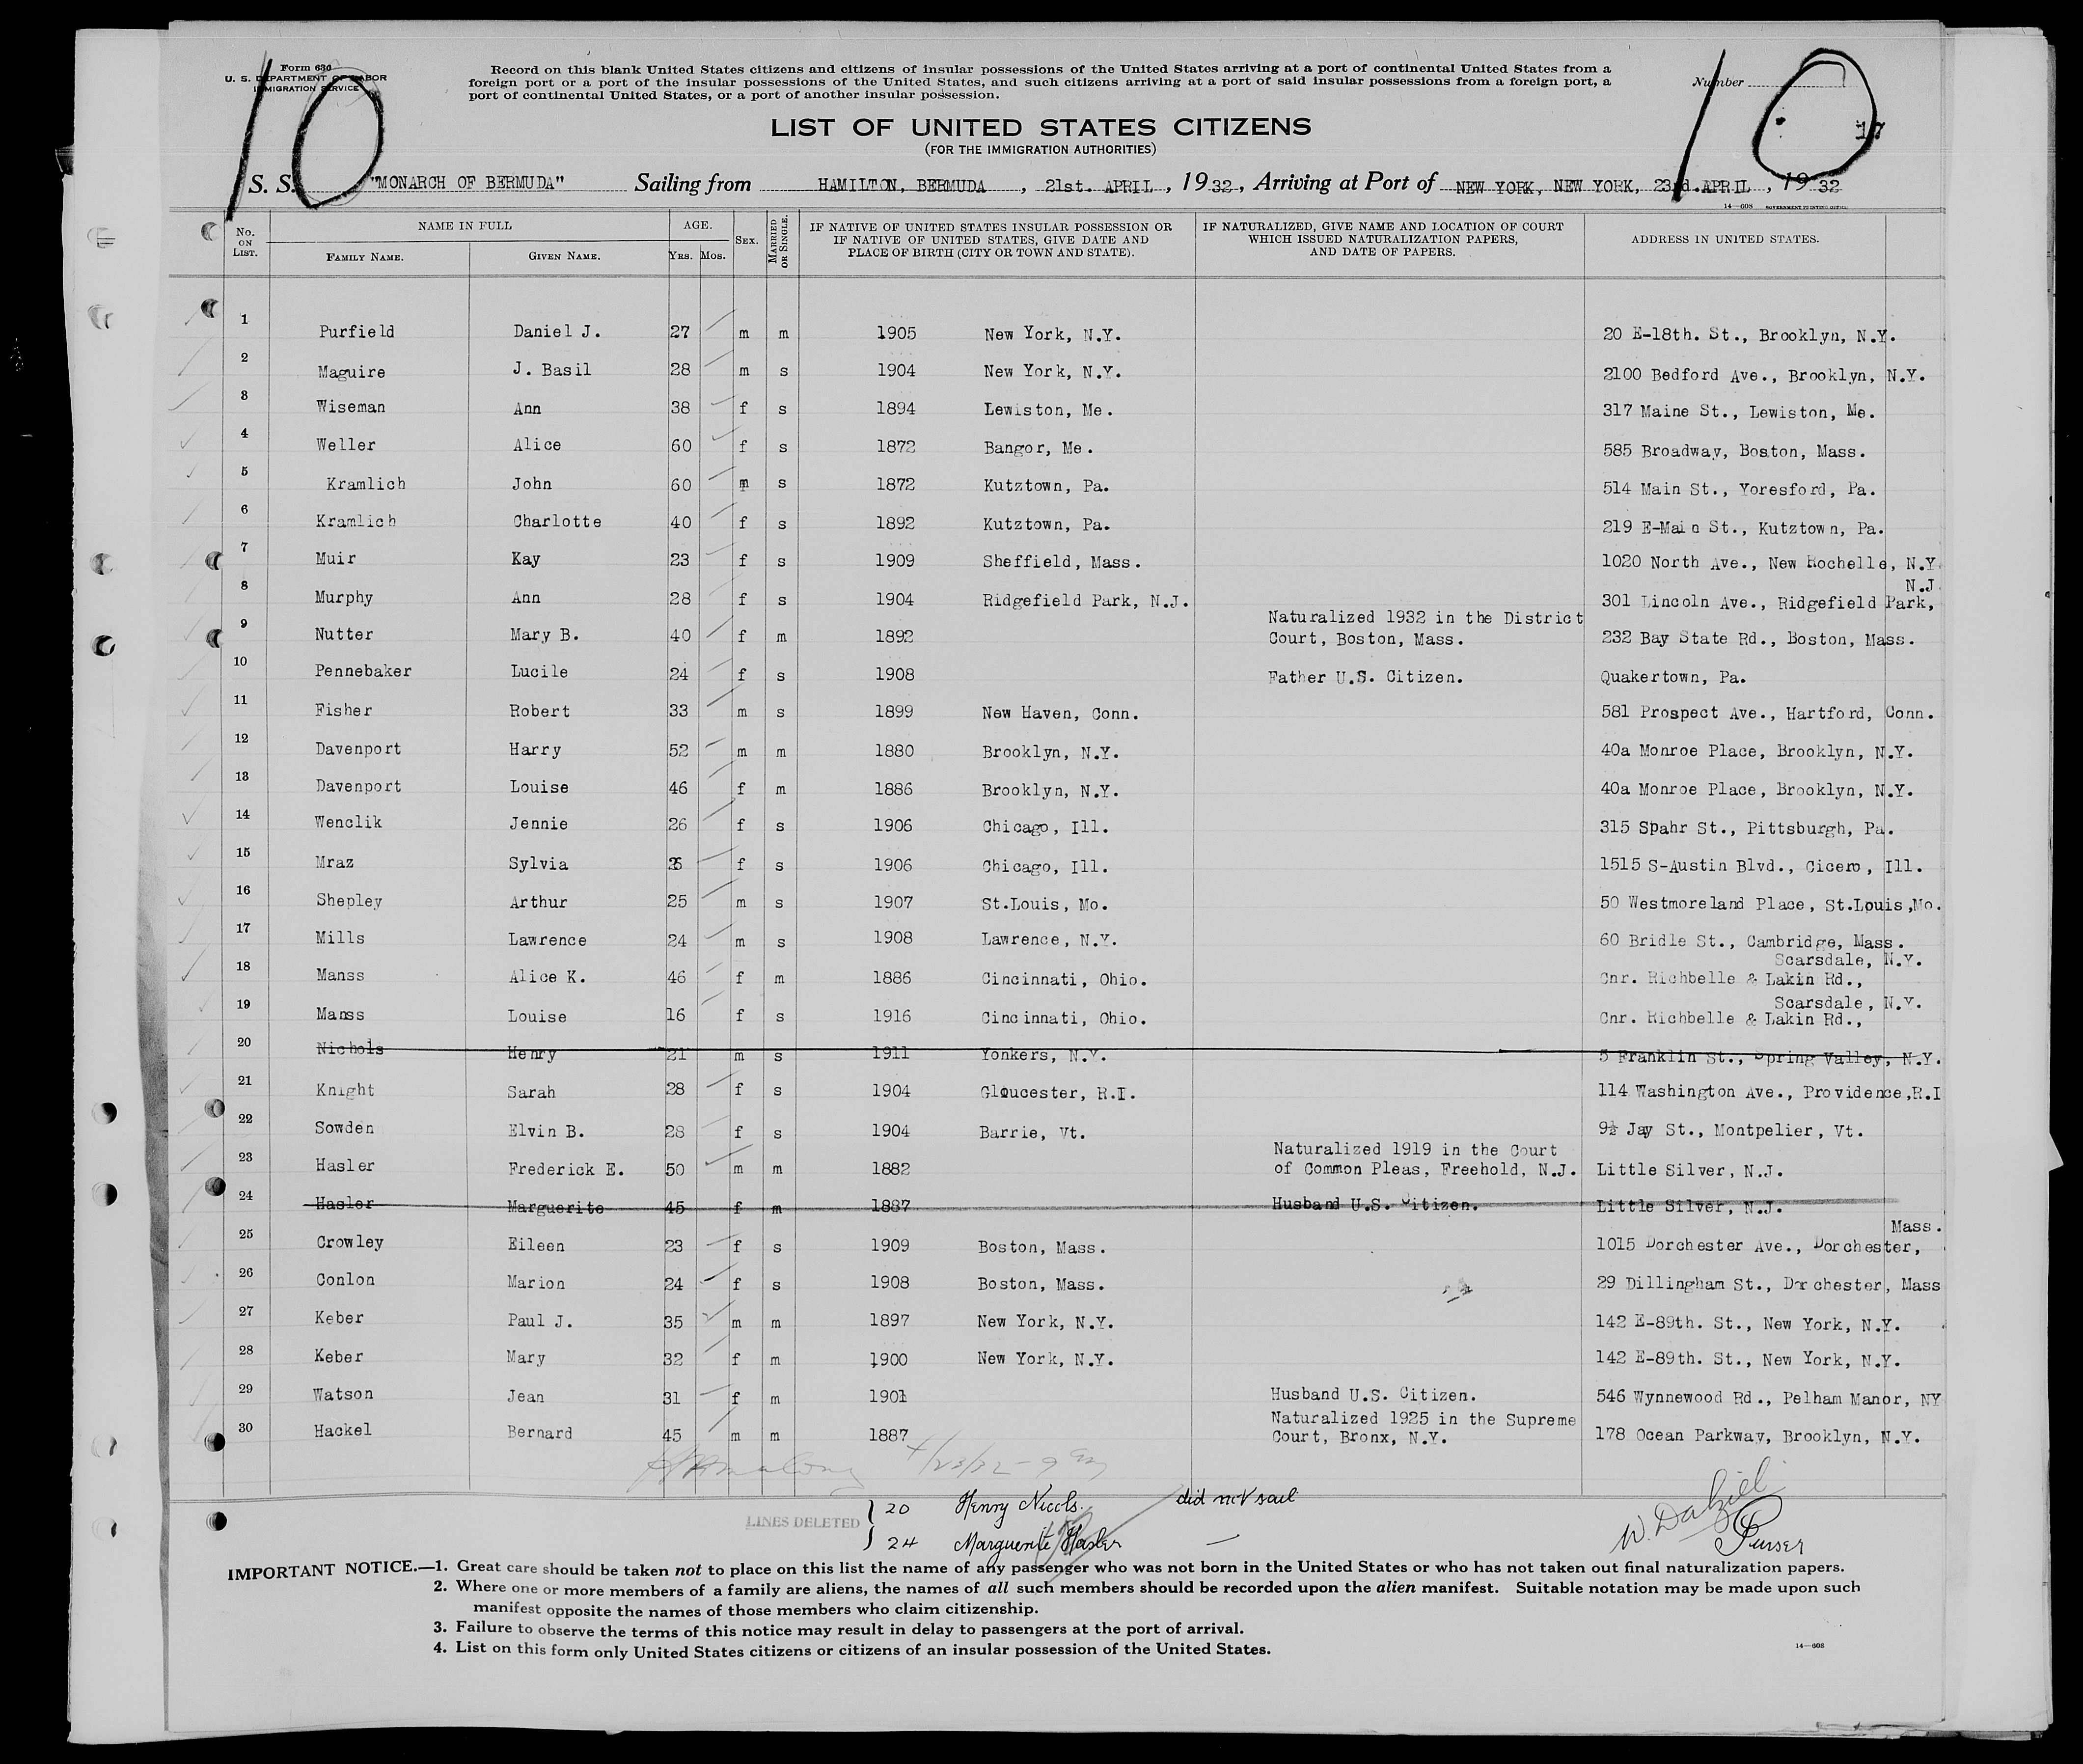 10
10
Form 630
U. S. DEPARTMENT OF LABOR
IMMIGRATION SERVICE
Record on this blank United States citizens and citizens of insular possessions of the United States arriving at a port of continental United States from a
foreign port or a port of the insular possessions of the United States, and such citizens arriving at a port of said insular possessions from a foreign port, a
port of continental United States, or a port of another insular possession.
Number
17
LIST OF UNITED STATES CITIZENS
(FOR THE IMMIGRATION AUTHORITIES)
S. S. "MONARCH OF BERMUDA" Sailing from HAMILTON, BERMUDA, 21st. APRIL, 1932, Arriving at Port of NEW YORK, NEW YORK, 23rd. APRIL, 1932
14—608 GOVERNMENT PRINTING OFFICE
No. ON LIST. NAME IN FULL FAMILY NAME. GIVEN NAME. AGE. YRS. MOS. SEX. MARRIED OR SINGLE. IF NATIVE OF UNITED STATES INSULAR POSSESSION OR IF NATIVE OF UNITED STATES, GIVE DATE AND PLACE OF BIRTH (CITY OR TOWN AND STATE). IF NATURALIZED, GIVE NAME AND LOCATION OF COURT WHICH ISSUED NATURALIZATION PAPERS, AND DATE OF PAPERS. ADDRESS IN UNITED STATES.
1 Purfield Daniel J. 27 m m 1905 New York, N.Y. 20 E-18th. St., Brooklyn, N.Y.
2 Maguire J. Basil 28 m s 1904 New York, N.Y. 2100 Bedford Ave., Brooklyn, N.Y.
3 Wiseman Ann 38 f s 1894 Lewiston, Me. 317 Maine St., Lewiston, Me.
4 Weller Alice 60 f s 1872 Bangor, Me. 585 Broadway, Boston, Mass.
5 Kramlich John 60 m s 1872 Kutztown, Pa. 514 Main St., Yoresford, Pa.
6 Kramlich Charlotte 40 f s 1892 Kutztown, Pa. 219 E-Main St., Kutztown, Pa.
7 Muir Kay 23 f s 1909 Sheffield, Mass. 1020 North Ave., New Rochelle, N.Y.
N.J.
8 Murphy Ann 28 f s 1904 Ridgefield Park, N.J. 301 Lincoln Ave., Ridgefield Park,
Naturalized 1932 in the District
9 Nutter Mary B. 40 f m 1892 Court, Boston, Mass. 232 Bay State Rd., Boston, Mass.
10 Pennebaker Lucile 24 f s 1908 Father U.S. Citizen. Quakertown, Pa.
11 Fisher Robert 33 m s 1899 New Haven, Conn. 581 Prospect Ave., Hartford, Conn.
12 Davenport Harry 52 m m 1880 Brooklyn, N.Y. 40a Monroe Place, Brooklyn, N.Y.
13 Davenport Louise 46 f m 1886 Brooklyn, N.Y. 40a Monroe Place, Brooklyn, N.Y.
14 Wenclik Jennie 26 f s 1906 Chicago, Ill. 315 Spahr St., Pittsburgh, Pa.
15 Mraz Sylvia f s 1906 Chicago, Ill. 1515 S-Austin Blvd., Cicero, Ill.
16 Shepley Arthur 25 m s 1907 St.Louis, Mo. 50 Westmoreland Place, St.Louis,Mo.
17 Mills Lawrence 24 m s 1908 Lawrence, N.Y. 60 Bridle St., Cambridge, Mass.
Scarsdale, N.Y.
18 Manss Alice K. 46 f m 1886 Cincinnati, Ohio. Cnr. Richbelle & Lakin Rd.,
Scarsdale, N.Y.
19 Manss Louise 16 f s 1916 Cincinnati, Ohio. Cnr. Richbelle & Lakin Rd.,
20 Nichols Henry 21 m s 1911 Yonkers, N.Y. 5 Franklin St., Spring Valley, N.Y.
21 Knight Sarah 28 f s 1904 Gloucester, R.I. 114 Washington Ave., Providence,R.I
22 Sowden Elvin B. 28 f s 1904 Barrie, Vt. 9½ Jay St., Montpelier, Vt.
Naturalized 1919 in the Court
23 Hasler Frederick E. 50 m m 1882 of Common Pleas, Freehold, N.J. Little Silver, N.J.
24 Hasler Marguerite 45 f m 1887 Husband U.S. Citizen. Little Silver, N.J.
Mass.
25 Crowley Eileen 23 f s 1909 Boston, Mass. 1015 Dorchester Ave., Dorchester,
26 Conlon Marion 24 f s 1908 Boston, Mass. 29 Dillingham St., Dorchester, Mass
27 Keber Paul J. 35 m m 1897 New York, N.Y. 142 E-89th. St., New York, N.Y.
28 Keber Mary 32 f m 1900 New York, N.Y. 142 E-89th. St., New York, N.Y.
29 Watson Jean 31 f m 1901 Husband U.S. Citizen. 546 Wynnewood Rd., Pelham Manor, NY
Naturalized 1925 in the Supreme
30 Hackel Bernard 45 m m 1887 Court, Bronx, N.Y. 178 Ocean Parkway, Brooklyn, N.Y.
4/23/32 - 9 am
LINES DELETED
20 Henry Nicols. did not sail
24 Marguerite Hasler —
W. Dalziel
Purser
IMPORTANT NOTICE.—1. Great care should be taken not to place on this list the name of any passenger who was not born in the United States or who has not taken out final naturalization papers.
2. Where one or more members of a family are aliens, the names of all such members should be recorded upon the alien manifest. Suitable notation may be made upon such
manifest opposite the names of those members who claim citizenship.
3. Failure to observe the terms of this notice may result in delay to passengers at the port of arrival.
4. List on this form only United States citizens or citizens of an insular possession of the United States.
14—608